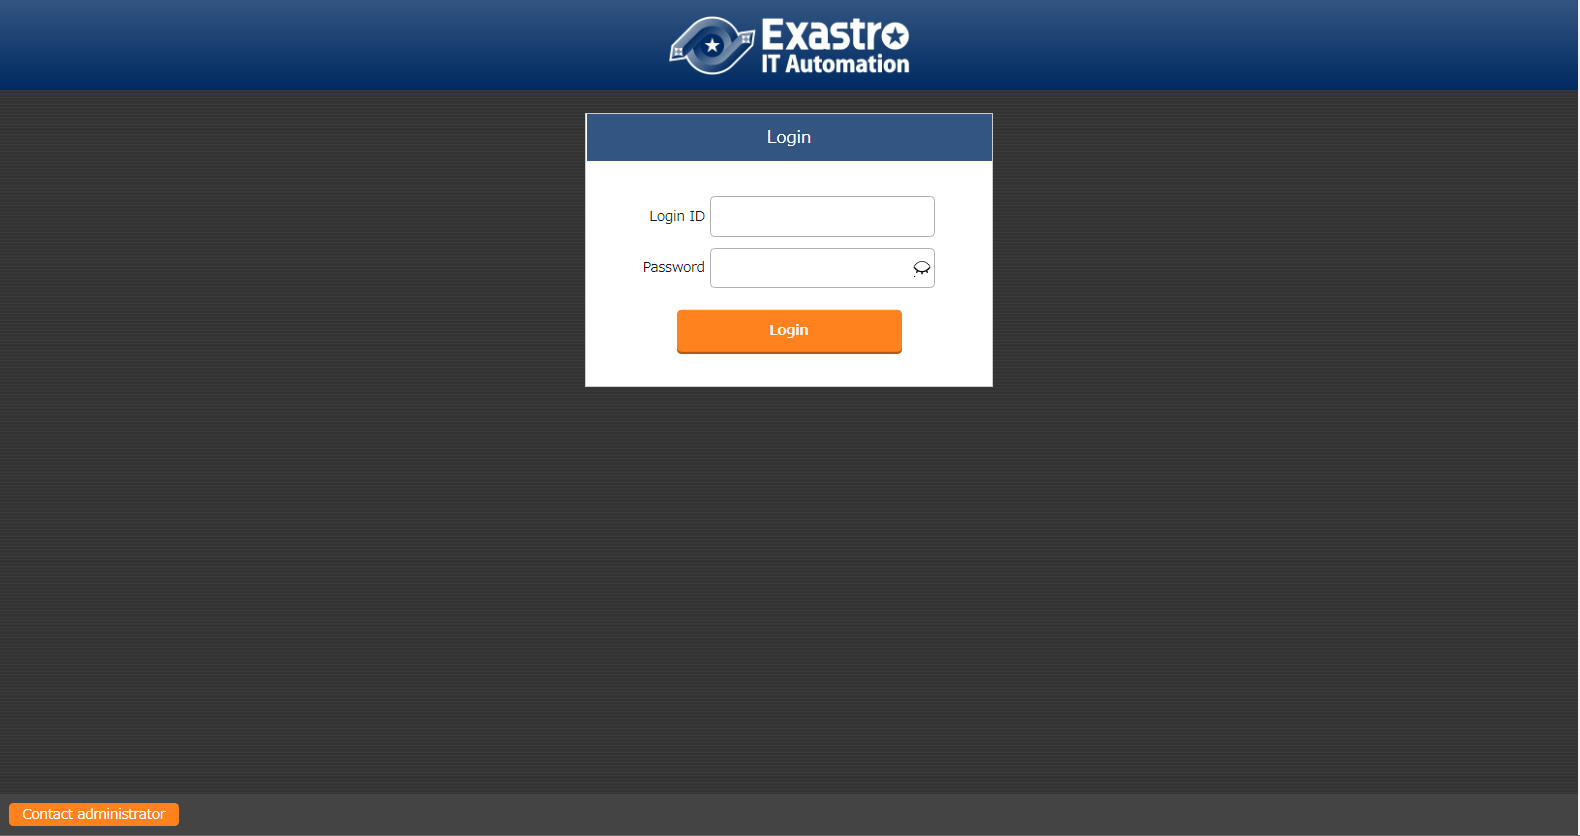 Exastro
IT Automation
Login
Login ID
Password
Login
Contact administrator